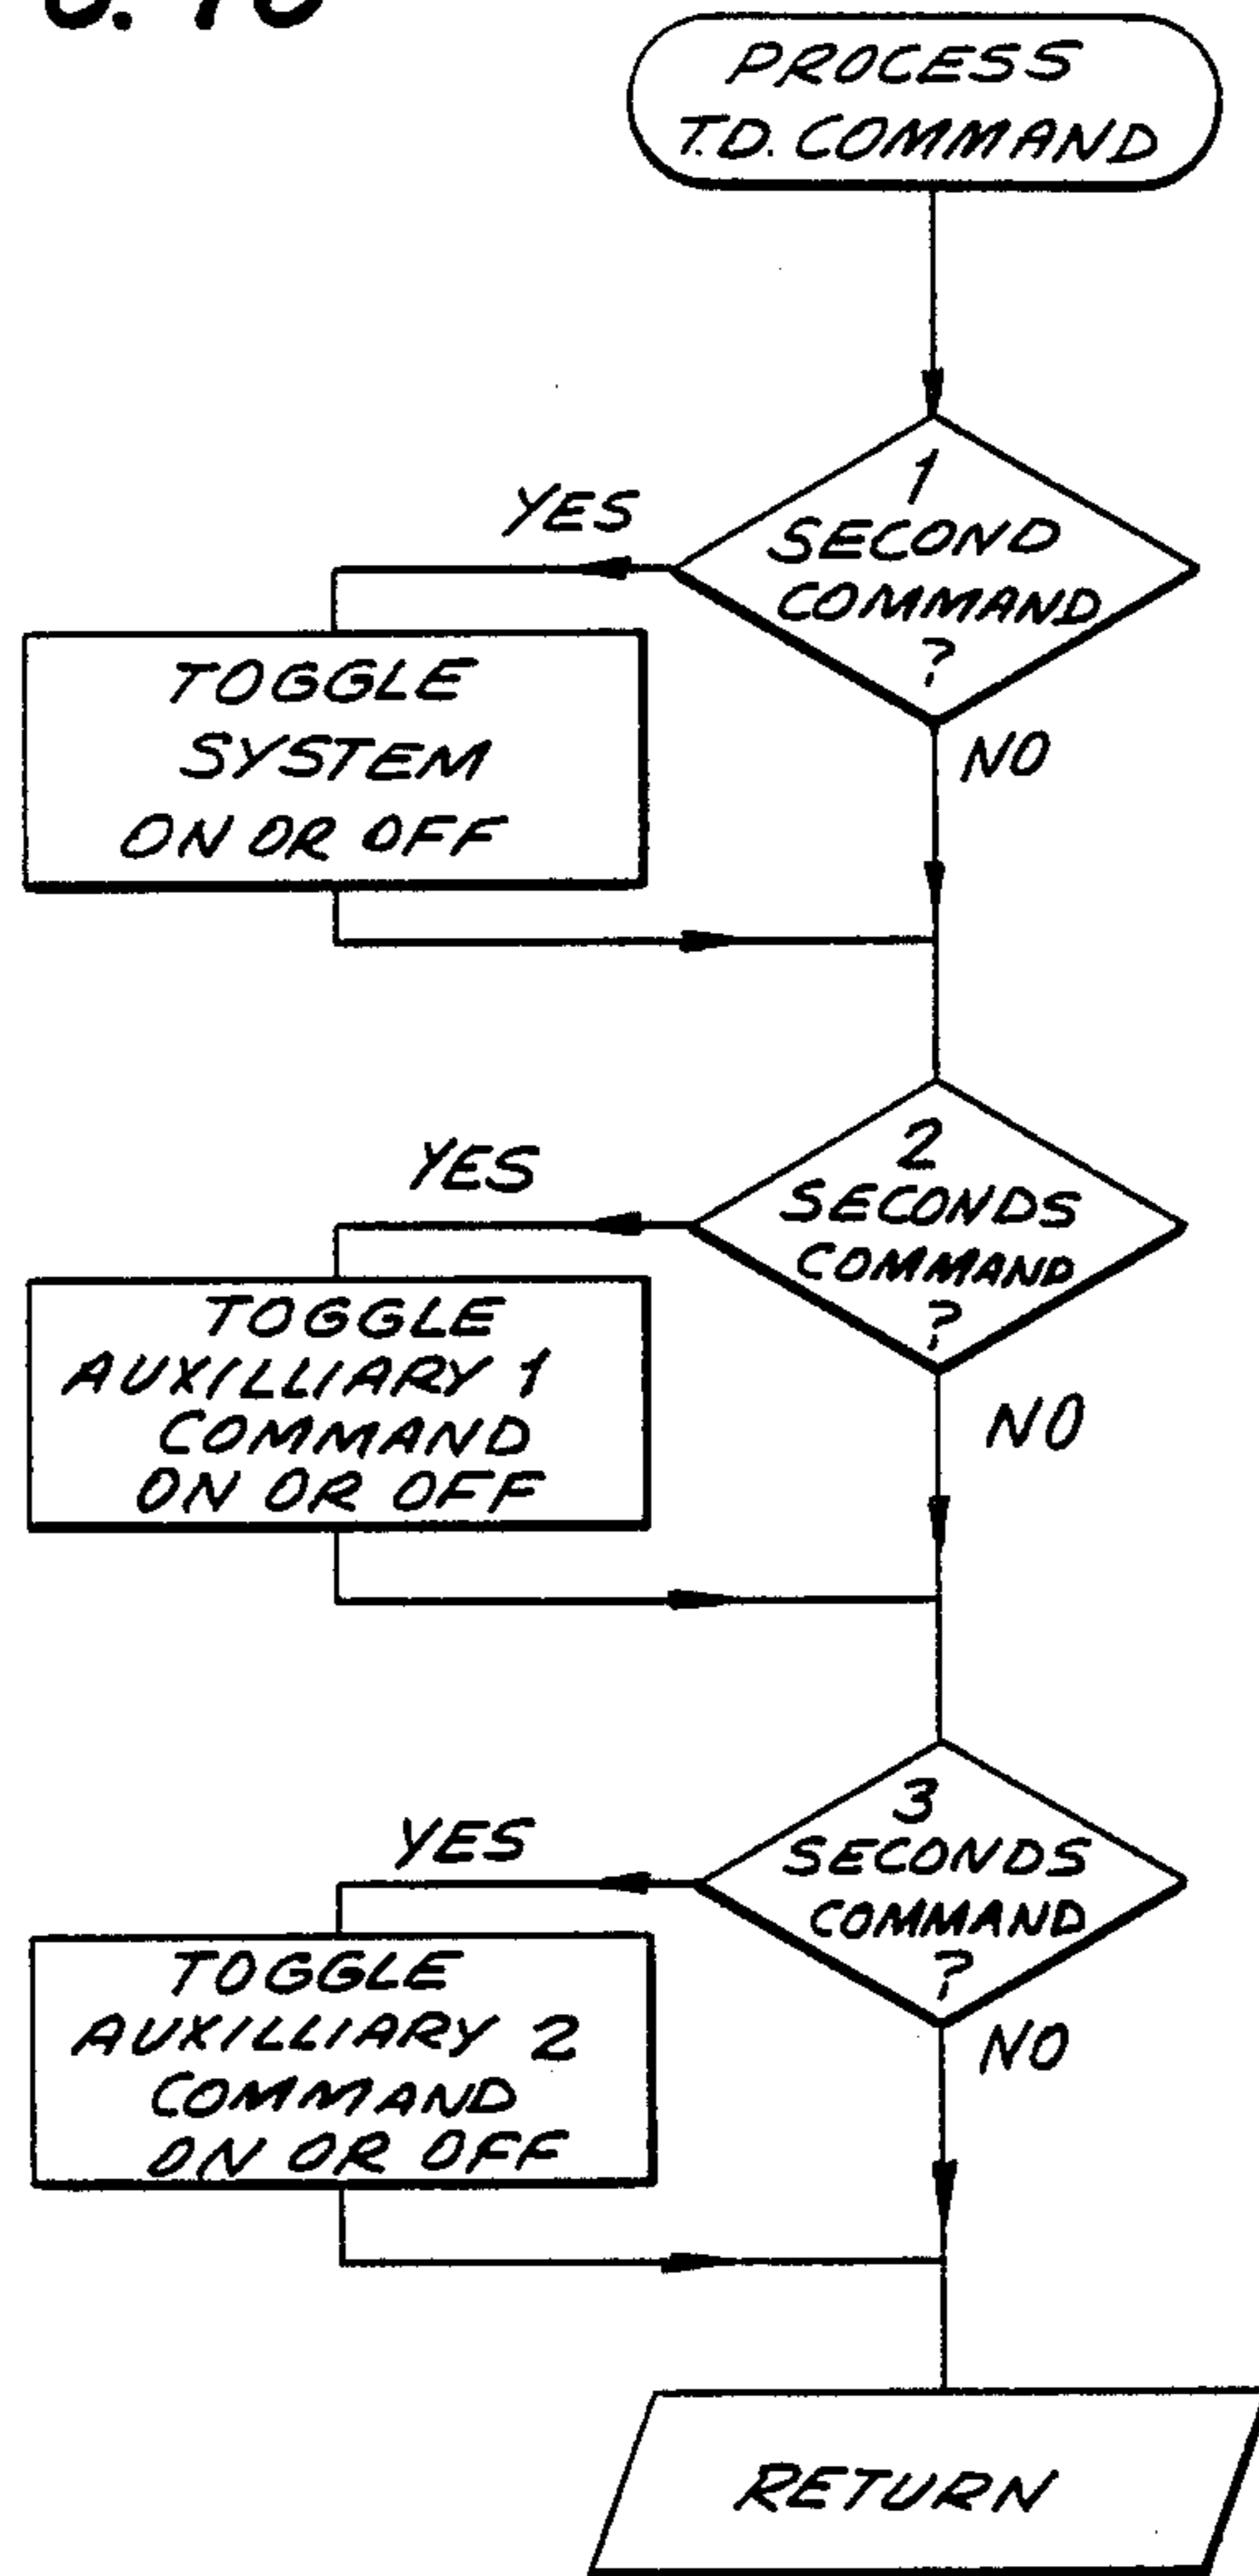 PROCESS
T.D. COMMAND
1
SECOND
COMMAND
?
YES
NO
TOGGLE
SYSTEM
ON OR OFF
2
SECONDS
COMMAND
?
YES
NO
TOGGLE
AUXILLIARY 1
COMMAND
ON OR OFF
3
SECONDS
COMMAND
?
YES
NO
TOGGLE
AUXILLIARY 2
COMMAND
ON OR OFF
RETURN